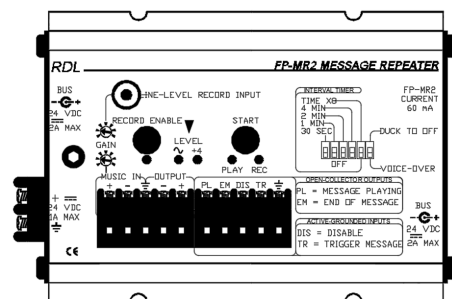 RDL
FP-MR2 MESSAGE REPEATER
BUS
24 VDC
2A MAX
INE-LEVEL RECORD INPUT
RECORD ENABLE
START
GAIN
LEVEL
+4
PLAY REC
INTERVAL TIMER
TIME X8
4 MIN
2 MIN
1 MIN
30 SEC
OFF
FP-MR2
CURRENT
60 mA
DUCK TO OFF
VOICE-OVER
MUSIC IN OUTPUT
+ - - +
PL EM DIS TR
OPEN-COLLECTOR OUTPUTS
PL = MESSAGE PLAYING
EM = END OF MESSAGE
ACTIVE-GROUNDED INPUTS
DIS = DISABLE
TR = TRIGGER MESSAGE
+
24 VDC
1A MAX
CE
BUS
24 VDC
2A MAX